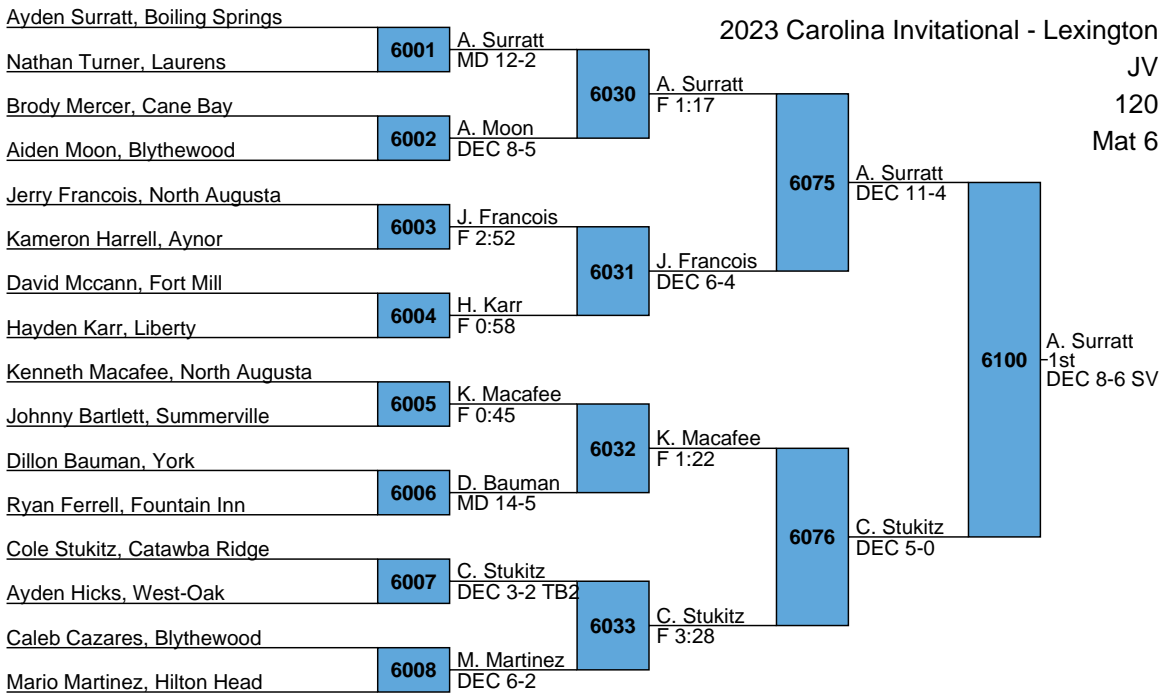 2023 Carolina Invitational - Lexington
JV
120
Mat 6
Ayden Surratt, Boiling Springs
Nathan Turner, Laurens
Brody Mercer, Cane Bay
Aiden Moon, Blythewood
Jerry Francois, North Augusta
Kameron Harrell, Aynor
David Mccann, Fort Mill
Hayden Karr, Liberty
Kenneth Macafee, North Augusta
Johnny Bartlett, Summerville
Dillon Bauman, York
Ryan Ferrell, Fountain Inn
Cole Stukitz, Catawba Ridge
Ayden Hicks, West-Oak
Caleb Cazares, Blythewood
Mario Martinez, Hilton Head
6001
A. Surratt
MD 12-2
6002
A. Moon
DEC 8-5
6003
J. Francois
F 2:52
6004
H. Karr
F 0:58
6005
K. Macafee
F 0:45
6006
D. Bauman
MD 14-5
6007
C. Stukitz
DEC 3-2 TB2
6008
M. Martinez
DEC 6-2
6030
A. Surratt
F 1:17
6031
J. Francois
DEC 6-4
6032
K. Macafee
F 1:22
6033
C. Stukitz
F 3:28
6075
A. Surratt
DEC 11-4
6076
C. Stukitz
DEC 5-0
6100
A. Surratt
1st
DEC 8-6 SV